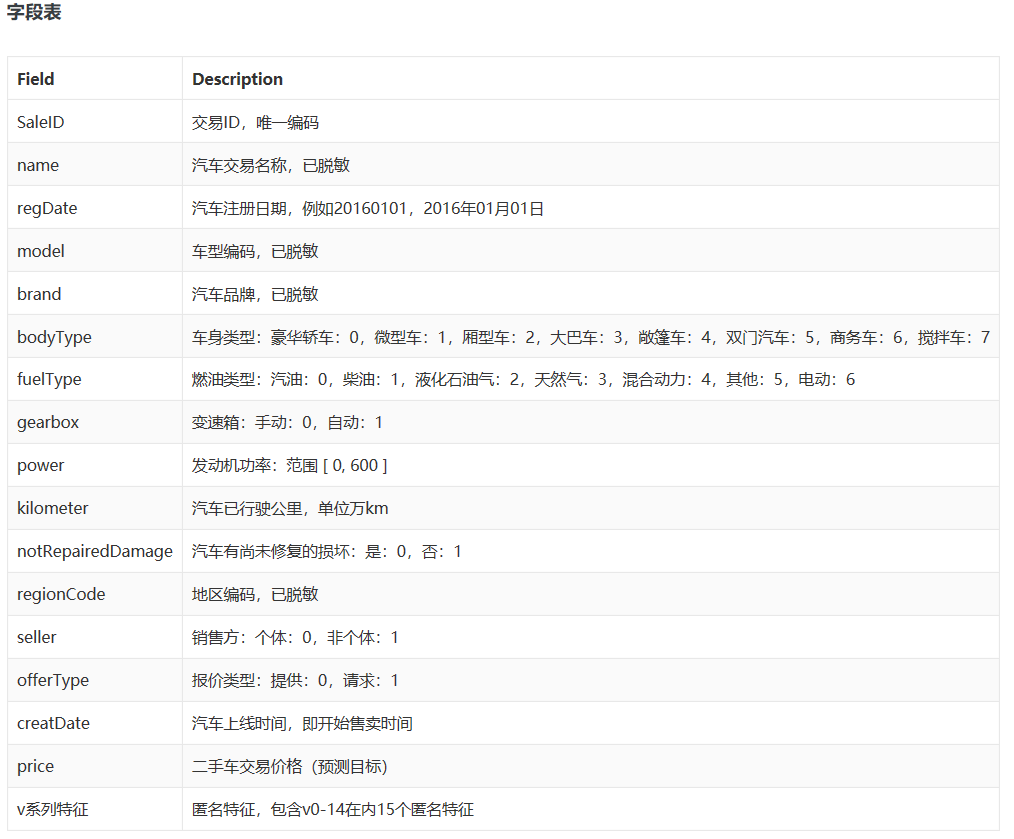 字段表
Field Description
SaleID 交易ID，唯一编码
name 汽车交易名称，已脱敏
regDate 汽车注册日期，例如20160101，2016年01月01日
model 车型编码，已脱敏
brand 汽车品牌，已脱敏
bodyType 车身类型：豪华轿车：0，微型车：1，厢型车：2，大巴车：3，敞篷车：4，双门汽车：5，商务车：6，搅拌车：7
fuelType 燃油类型：汽油：0，柴油：1，液化石油气：2，天然气：3，混合动力：4，其他：5，电动：6
gearbox 变速箱：手动：0，自动：1
power 发动机功率：范围 [ 0, 600 ]
kilometer 汽车已行驶公里，单位万km
notRepairedDamage 汽车有尚未修复的损坏：是：0，否：1
regionCode 地区编码，已脱敏
seller 销售方：个体：0，非个体：1
offerType 报价类型：提供：0，请求：1
creatDate 汽车上线时间，即开始售卖时间
price 二手车交易价格（预测目标）
v系列特征 匿名特征，包含v0-14在内15个匿名特征